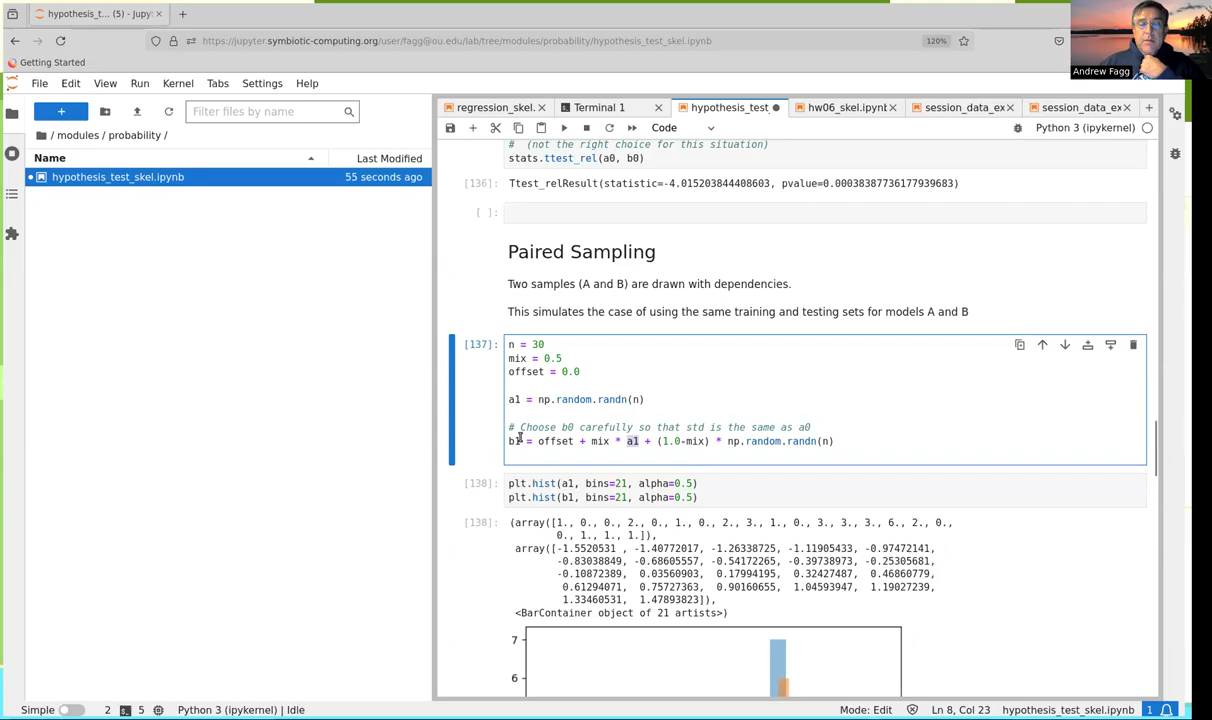 hypothesis_t… (5) - Jupyt
https://jupyter.symbiotic-computing.org/user/fagg@ou.edu/lab/tree/modules/probability/hypothesis_test_skel.ipynb
120%
Getting Started
Andrew Fagg
File Edit View Run Kernel Tabs Settings Help
Filter files by name
/ modules / probability /
Name Last Modified
hypothesis_test_skel.ipynb 55 seconds ago
regression_skel. Terminal 1 hypothesis_test_ hw06_skel.ipynt session_data_ex session_data_ex
Code
Python 3 (ipykernel)
# (not the right choice for this situation)
stats.ttest_rel(a0, b0)
[136]: Ttest_relResult(statistic=-4.015203844408603, pvalue=0.00038387736177939683)
[ ]:
Paired Sampling
Two samples (A and B) are drawn with dependencies.
This simulates the case of using the same training and testing sets for models A and B
[137]: n = 30
mix = 0.5
offset = 0.0
a1 = np.random.randn(n)
# Choose b0 carefully so that std is the same as a0
b1 = offset + mix * a1 + (1.0-mix) * np.random.randn(n)
[138]: plt.hist(a1, bins=21, alpha=0.5)
plt.hist(b1, bins=21, alpha=0.5)
[138]: (array([1., 0., 0., 2., 0., 1., 0., 2., 3., 1., 0., 3., 3., 3., 6., 2., 0.,
0., 1., 1., 1.]),
array([-1.5520531 , -1.40772017, -1.26338725, -1.11905433, -0.97472141,
-0.83038849, -0.68605557, -0.54172265, -0.39738973, -0.25305681,
-0.10872389, 0.03560903, 0.17994195, 0.32427487, 0.46860779,
0.61294071, 0.75727363, 0.90160655, 1.04593947, 1.19027239,
1.33460531, 1.47893823]),
<BarContainer object of 21 artists>)
7
6
Simple 2 5 Python 3 (ipykernel) | Idle
Mode: Edit Ln 8, Col 23 hypothesis_test_skel.ipynb 1